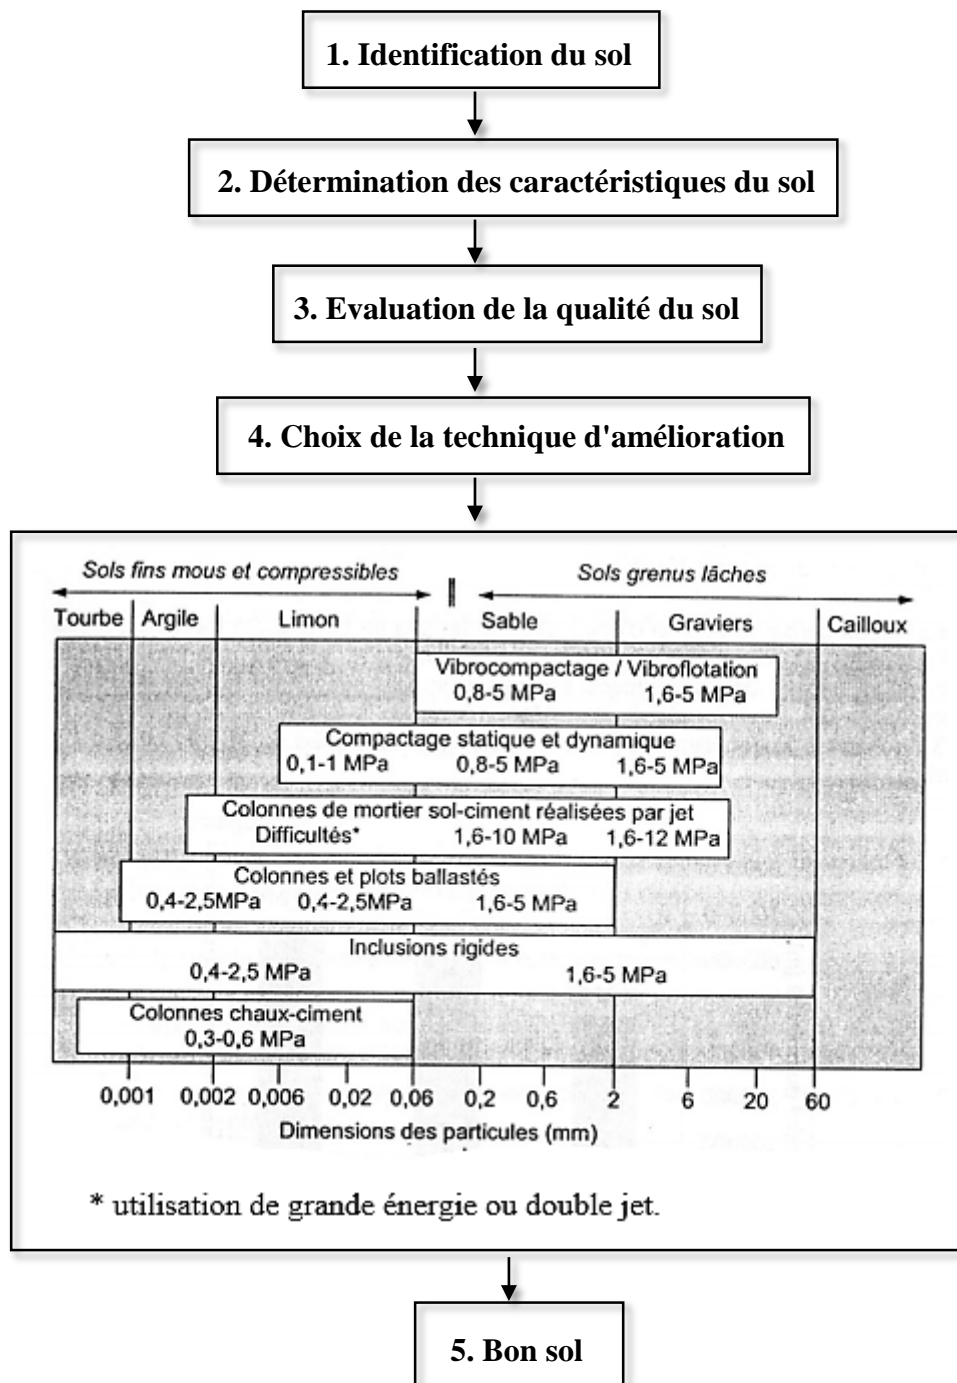 1. Identification du sol
2. Détermination des caractéristiques du sol
3. Evaluation de la qualité du sol
4. Choix de la technique d'amélioration
Sols fins mous et compressibles Sols grenus lâches
Tourbe Argile Limon Sable Graviers Cailloux
Vibrocompactage / Vibroflotation
0,8-5 MPa 1,6-5 MPa
Compactage statique et dynamique
0,1-1 MPa 0,8-5 MPa 1,6-5 MPa
Colonnes de mortier sol-ciment réalisées par jet
Difficultés* 1,6-10 MPa 1,6-12 MPa
Colonnes et plots ballastés
0,4-2,5MPa 0,4-2,5MPa 1,6-5 MPa
Inclusions rigides
0,4-2,5 MPa 1,6-5 MPa
Colonnes chaux-ciment
0,3-0,6 MPa
0,001 0,002 0,006 0,02 0,06 0,2 0,6 2 6 20 60
Dimensions des particules (mm)
* utilisation de grande énergie ou double jet.
5. Bon sol